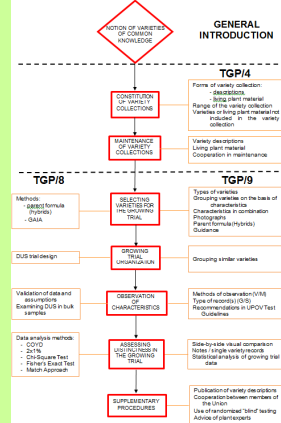 NOTION OF VARIETIES
OF COMMON
KNOWLEDGE
GENERAL
INTRODUCTION
TGP/4
CONSTITUTION
OF VARIETY
COLLECTIONS
Forms of variety collection:
- descriptions
- living plant material
Range of the variety collection
Varieties or living plant material not
included in the variety
collection
MAINTENANCE
OF VARIETY
COLLECTIONS
Variety descriptions
Living plant material
Cooperation in maintenance
TGP/8
TGP/9
Methods:
- parent formula
(hybrids)
- GAIA
SELECTING
VARIETIES FOR
THE GROWING
TRIAL
Types of varieties
Grouping varieties on the basis of
characteristics
Characteristics in combination
Photographs
Parent formula (Hybrids)
Guidance
DUS trial design
GROWING
TRIAL
ORGANIZATION
Grouping similar varieties
Validation of data and
assumptions
Examining DUS in bulk
samples
OBSERVATION
OF
CHARACTERISTICS
Methods of observation (V/M)
Type of record(s) (G/S)
Recommendations in UPOV Test
Guidelines
Data analysis methods:
- COYD
- 2x1%
- Chi-Square Test
- Fisher's Exact Test
- Match Approach
ASSESSING
DISTINCTNESS IN
THE GROWING
TRIAL
Side-by-side visual comparison
Notes / single variety records
Statistical analysis of growing trial
data
SUPPLEMENTARY
PROCEDURES
Publication of variety descriptions
Cooperation between members of
the Union
Use of randomized "blind" testing
Advice of plant experts